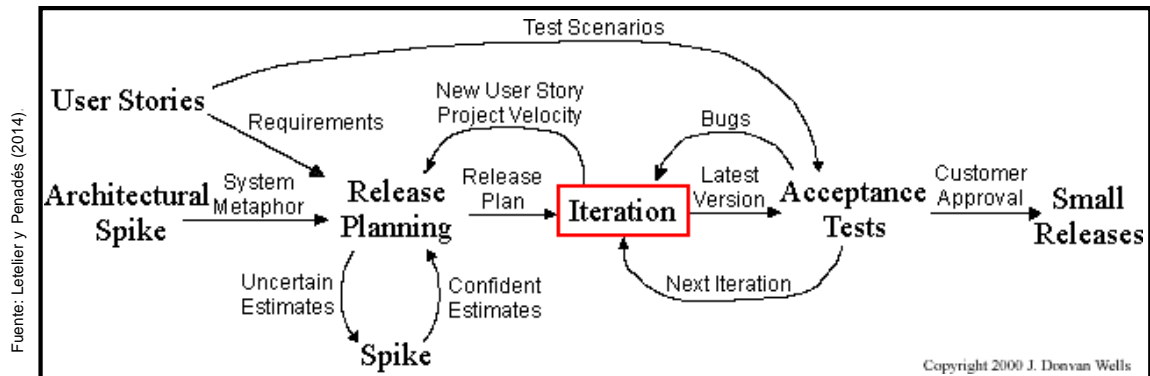 Test Scenarios
User Stories
New User Story
Project Velocity
Bugs
Requirements
Architectural
Spike
System
Metaphor
Release
Planning
Release
Plan
Iteration
Latest
Version
Acceptance
Tests
Customer
Approval
Small
Releases
Uncertain
Estimates
Confident
Estimates
Next Iteration
Spike
Copyright 2000 J. Donvan Wells
Fuente: Letelier y Penadés (2014).